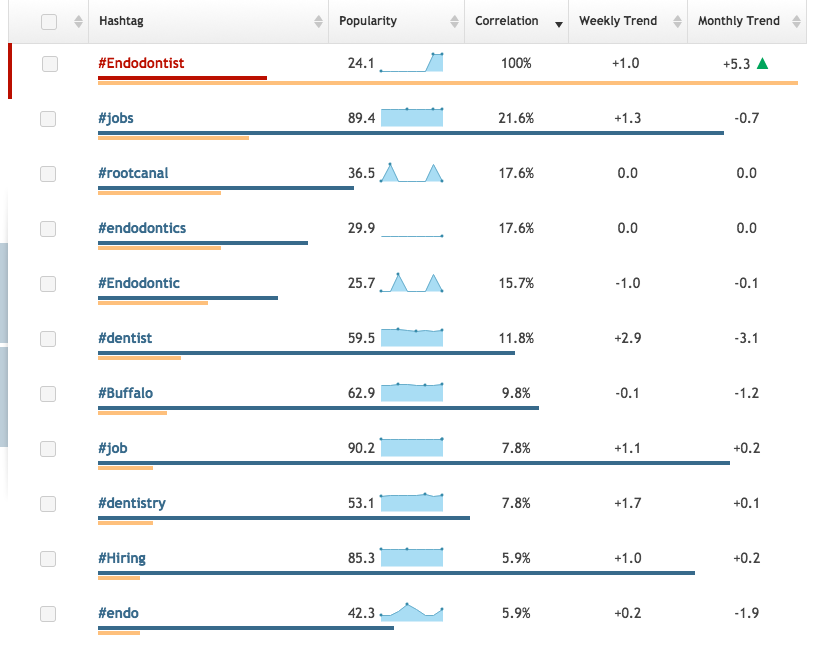 Hashtag Popularity Correlation Weekly Trend Monthly Trend
#Endodontist 24.1 100% +1.0 +5.3
#jobs 89.4 21.6% +1.3 -0.7
#rootcanal 36.5 17.6% 0.0 0.0
#endodontics 29.9 17.6% 0.0 0.0
#Endodontic 25.7 15.7% -1.0 -0.1
#dentist 59.5 11.8% +2.9 -3.1
#Buffalo 62.9 9.8% -0.1 -1.2
#job 90.2 7.8% +1.1 +0.2
#dentistry 53.1 7.8% +1.7 +0.1
#Hiring 85.3 5.9% +1.0 +0.2
#endo 42.3 5.9% +0.2 -1.9